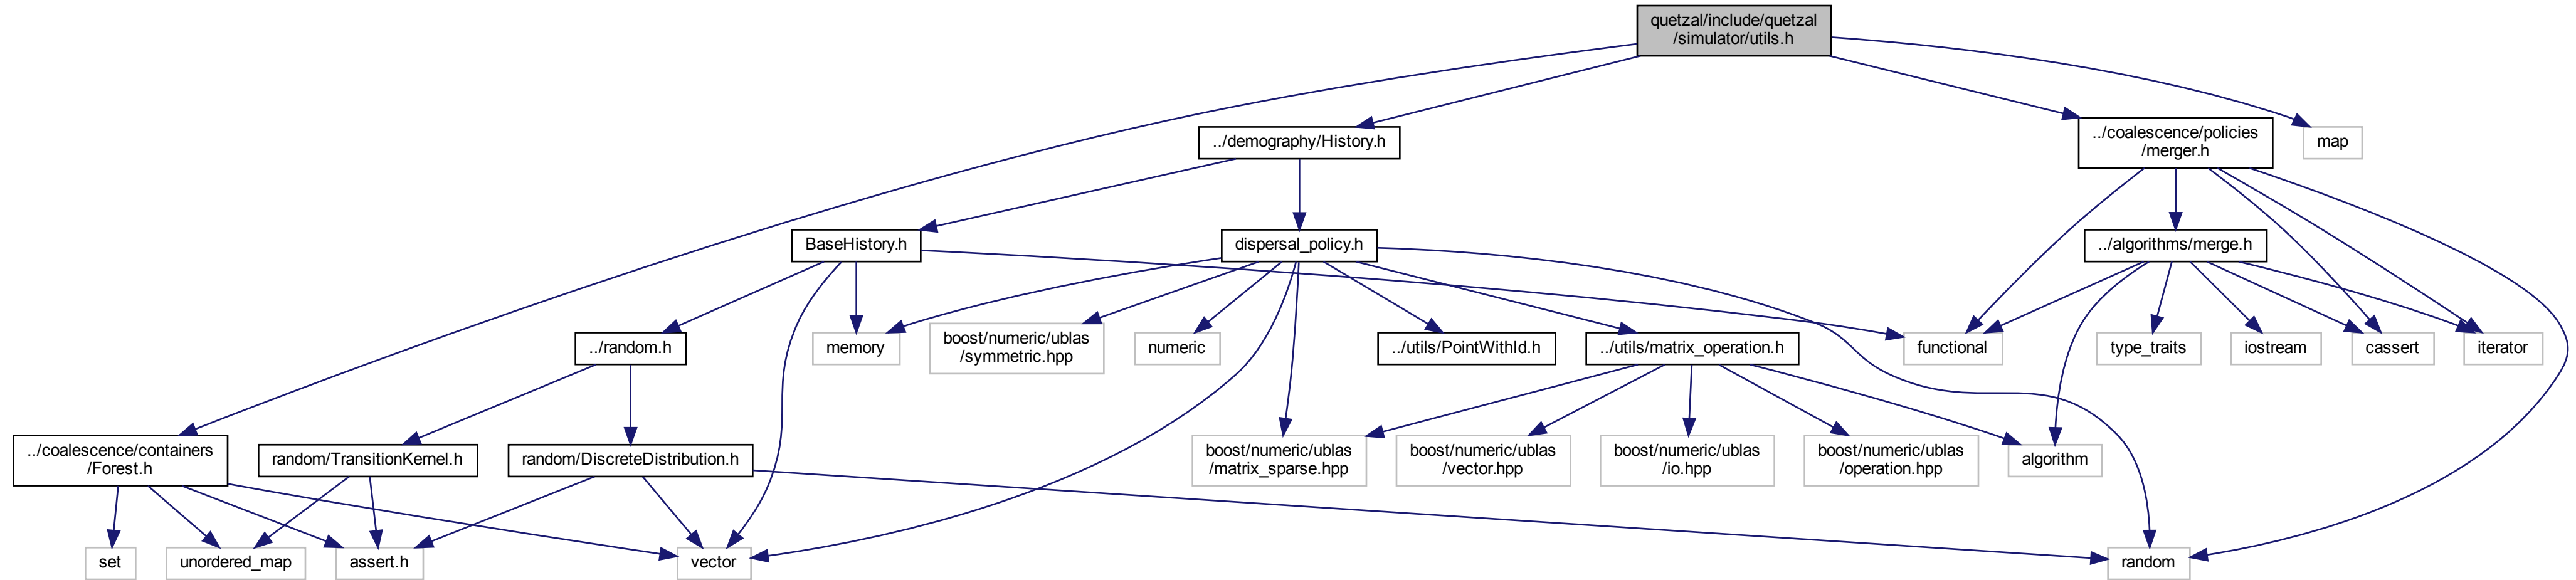 quetzal/include/quetzal
/simulator/utils.h
../demography/History.h
../coalescence/policies
/merger.h
map
BaseHistory.h
dispersal_policy.h
../algorithms/merge.h
../random.h
memory
boost/numeric/ublas
/symmetric.hpp
numeric
../utils/PointWithId.h
../utils/matrix_operation.h
functional
type_traits
iostream
cassert
iterator
../coalescence/containers
/Forest.h
random/TransitionKernel.h
random/DiscreteDistribution.h
boost/numeric/ublas
/matrix_sparse.hpp
boost/numeric/ublas
/vector.hpp
boost/numeric/ublas
/io.hpp
boost/numeric/ublas
/operation.hpp
algorithm
set
unordered_map
assert.h
vector
random